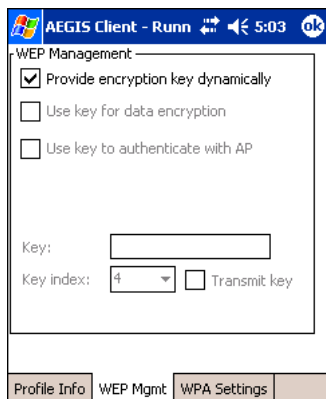 AEGIS Client - Runn 5:03 ok
WEP Management
Provide encryption key dynamically
Use key for data encryption
Use key to authenticate with AP
Key:
Key index: 4 Transmit key
Profile Info WEP Mgmt WPA Settings